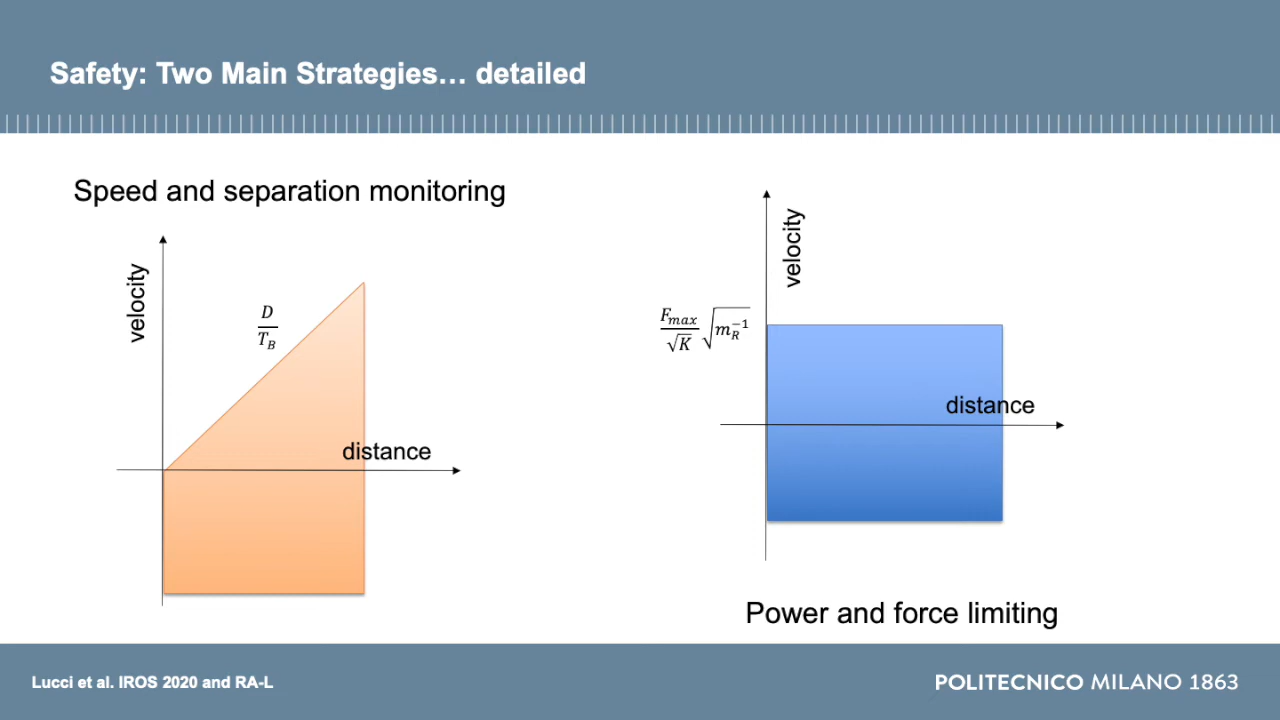 Safety: Two Main Strategies… detailed
Speed and separation monitoring
velocity
D
T_B
distance
velocity
F_max
√K √m_R^-1
distance
Power and force limiting
Lucci et al. IROS 2020 and RA-L
POLITECNICO MILANO 1863